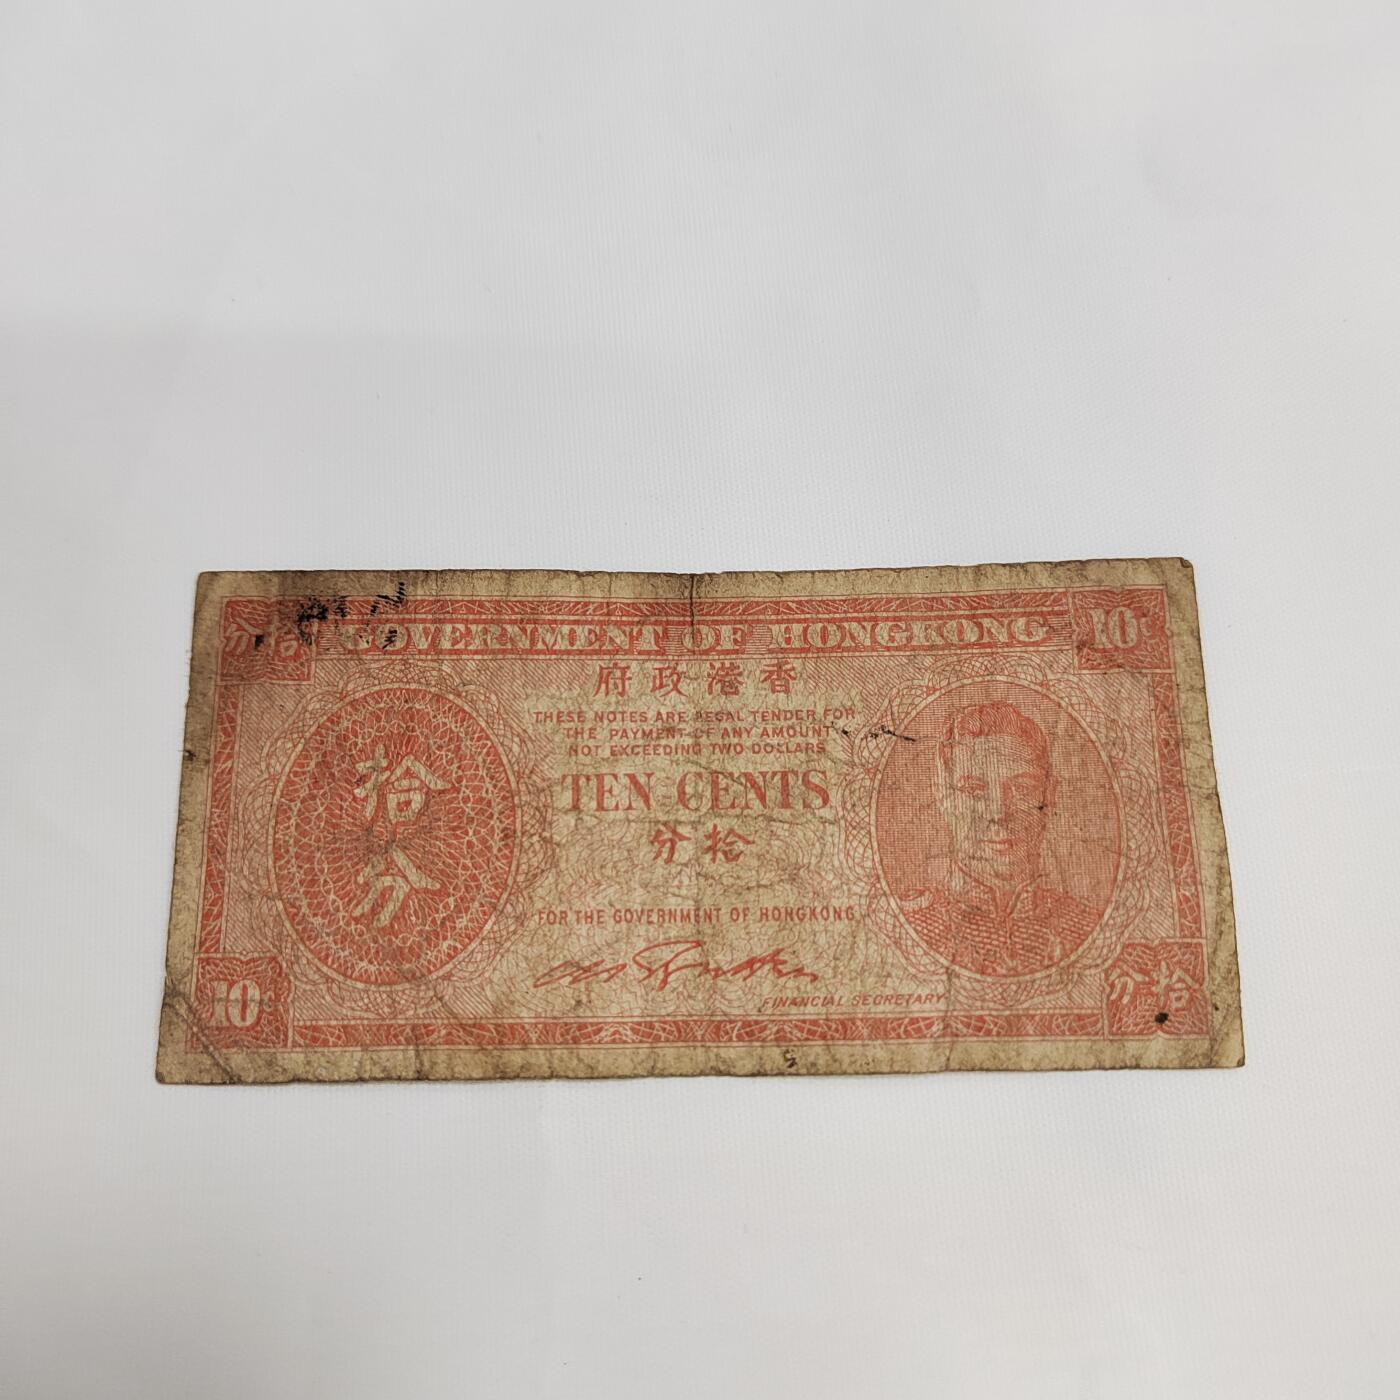 分拾
GOVERNMENT OF HONGKONG
10¢
府政港香
THESE NOTES ARE LEGAL TENDER FOR
THE PAYMENT OF ANY AMOUNT
NOT EXCEEDING TWO DOLLARS
拾
分
TEN CENTS
分拾
FOR THE GOVERNMENT OF HONGKONG
FINANCIAL SECRETARY
10¢
分拾